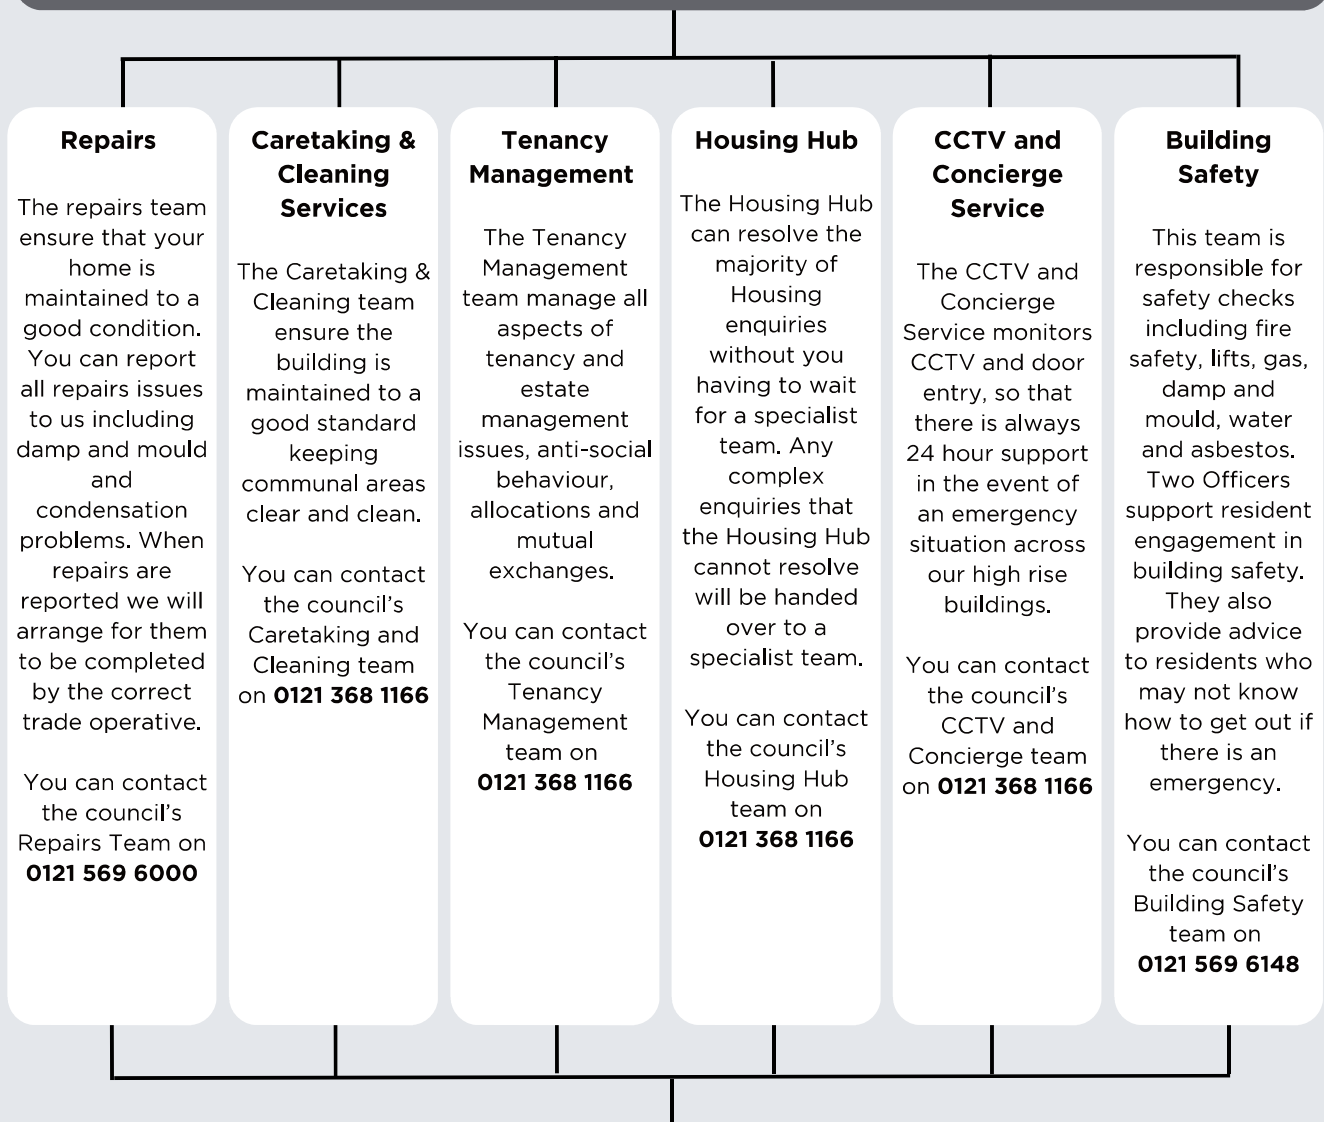 Repairs
The repairs team
ensure that your
home is
maintained to a
good condition.
You can report
all repairs issues
to us including
damp and mould
and
condensation
problems. When
repairs are
reported we will
arrange for them
to be completed
by the correct
trade operative.
You can contact
the council's
Repairs Team on
0121 569 6000
Caretaking &
Cleaning
Services
The Caretaking &
Cleaning team
ensure the
building is
maintained to a
good standard
keeping
communal areas
clear and clean.
You can contact
the council's
Caretaking and
Cleaning team
on 0121 368 1166
Tenancy
Management
The Tenancy
Management
team manage all
aspects of
tenancy and
estate
management
issues, anti-social
behaviour,
allocations and
mutual
exchanges.
You can contact
the council's
Tenancy
Management
team on
0121 368 1166
Housing Hub
The Housing Hub
can resolve the
majority of
Housing
enquiries
without you
having to wait
for a specialist
team. Any
complex
enquiries that
the Housing Hub
cannot resolve
will be handed
over to a
specialist team.
You can contact
the council's
Housing Hub
team on
0121 368 1166
CCTV and
Concierge
Service
The CCTV and
Concierge
Service monitors
CCTV and door
entry, so that
there is always
24 hour support
in the event of
an emergency
situation across
our high rise
buildings.
You can contact
the council's
CCTV and
Concierge team
on 0121 368 1166
Building
Safety
This team is
responsible for
safety checks
including fire
safety, lifts, gas,
damp and
mould, water
and asbestos.
Two Officers
support resident
engagement in
building safety.
They also
provide advice
to residents who
may not know
how to get out if
there is an
emergency.
You can contact
the council's
Building Safety
team on
0121 569 6148